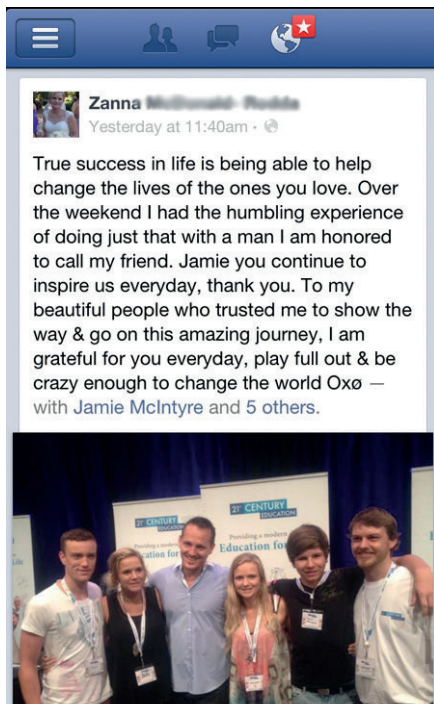 Zanna
Yesterday at 11:40am ·
True success in life is being able to help
change the lives of the ones you love. Over
the weekend I had the humbling experience
of doing just that with a man I am honored
to call my friend. Jamie you continue to
inspire us everyday, thank you. To my
beautiful people who trusted me to show the
way & go on this amazing journey, I am
grateful for you everyday, play full out & be
crazy enough to change the world Oxø —
with Jamie McIntyre and 5 others.
21st CENTURY
EDUCATION
Providing a modern
Education for
21st CENTURY
EDUCATION
Providing a modern
Education for